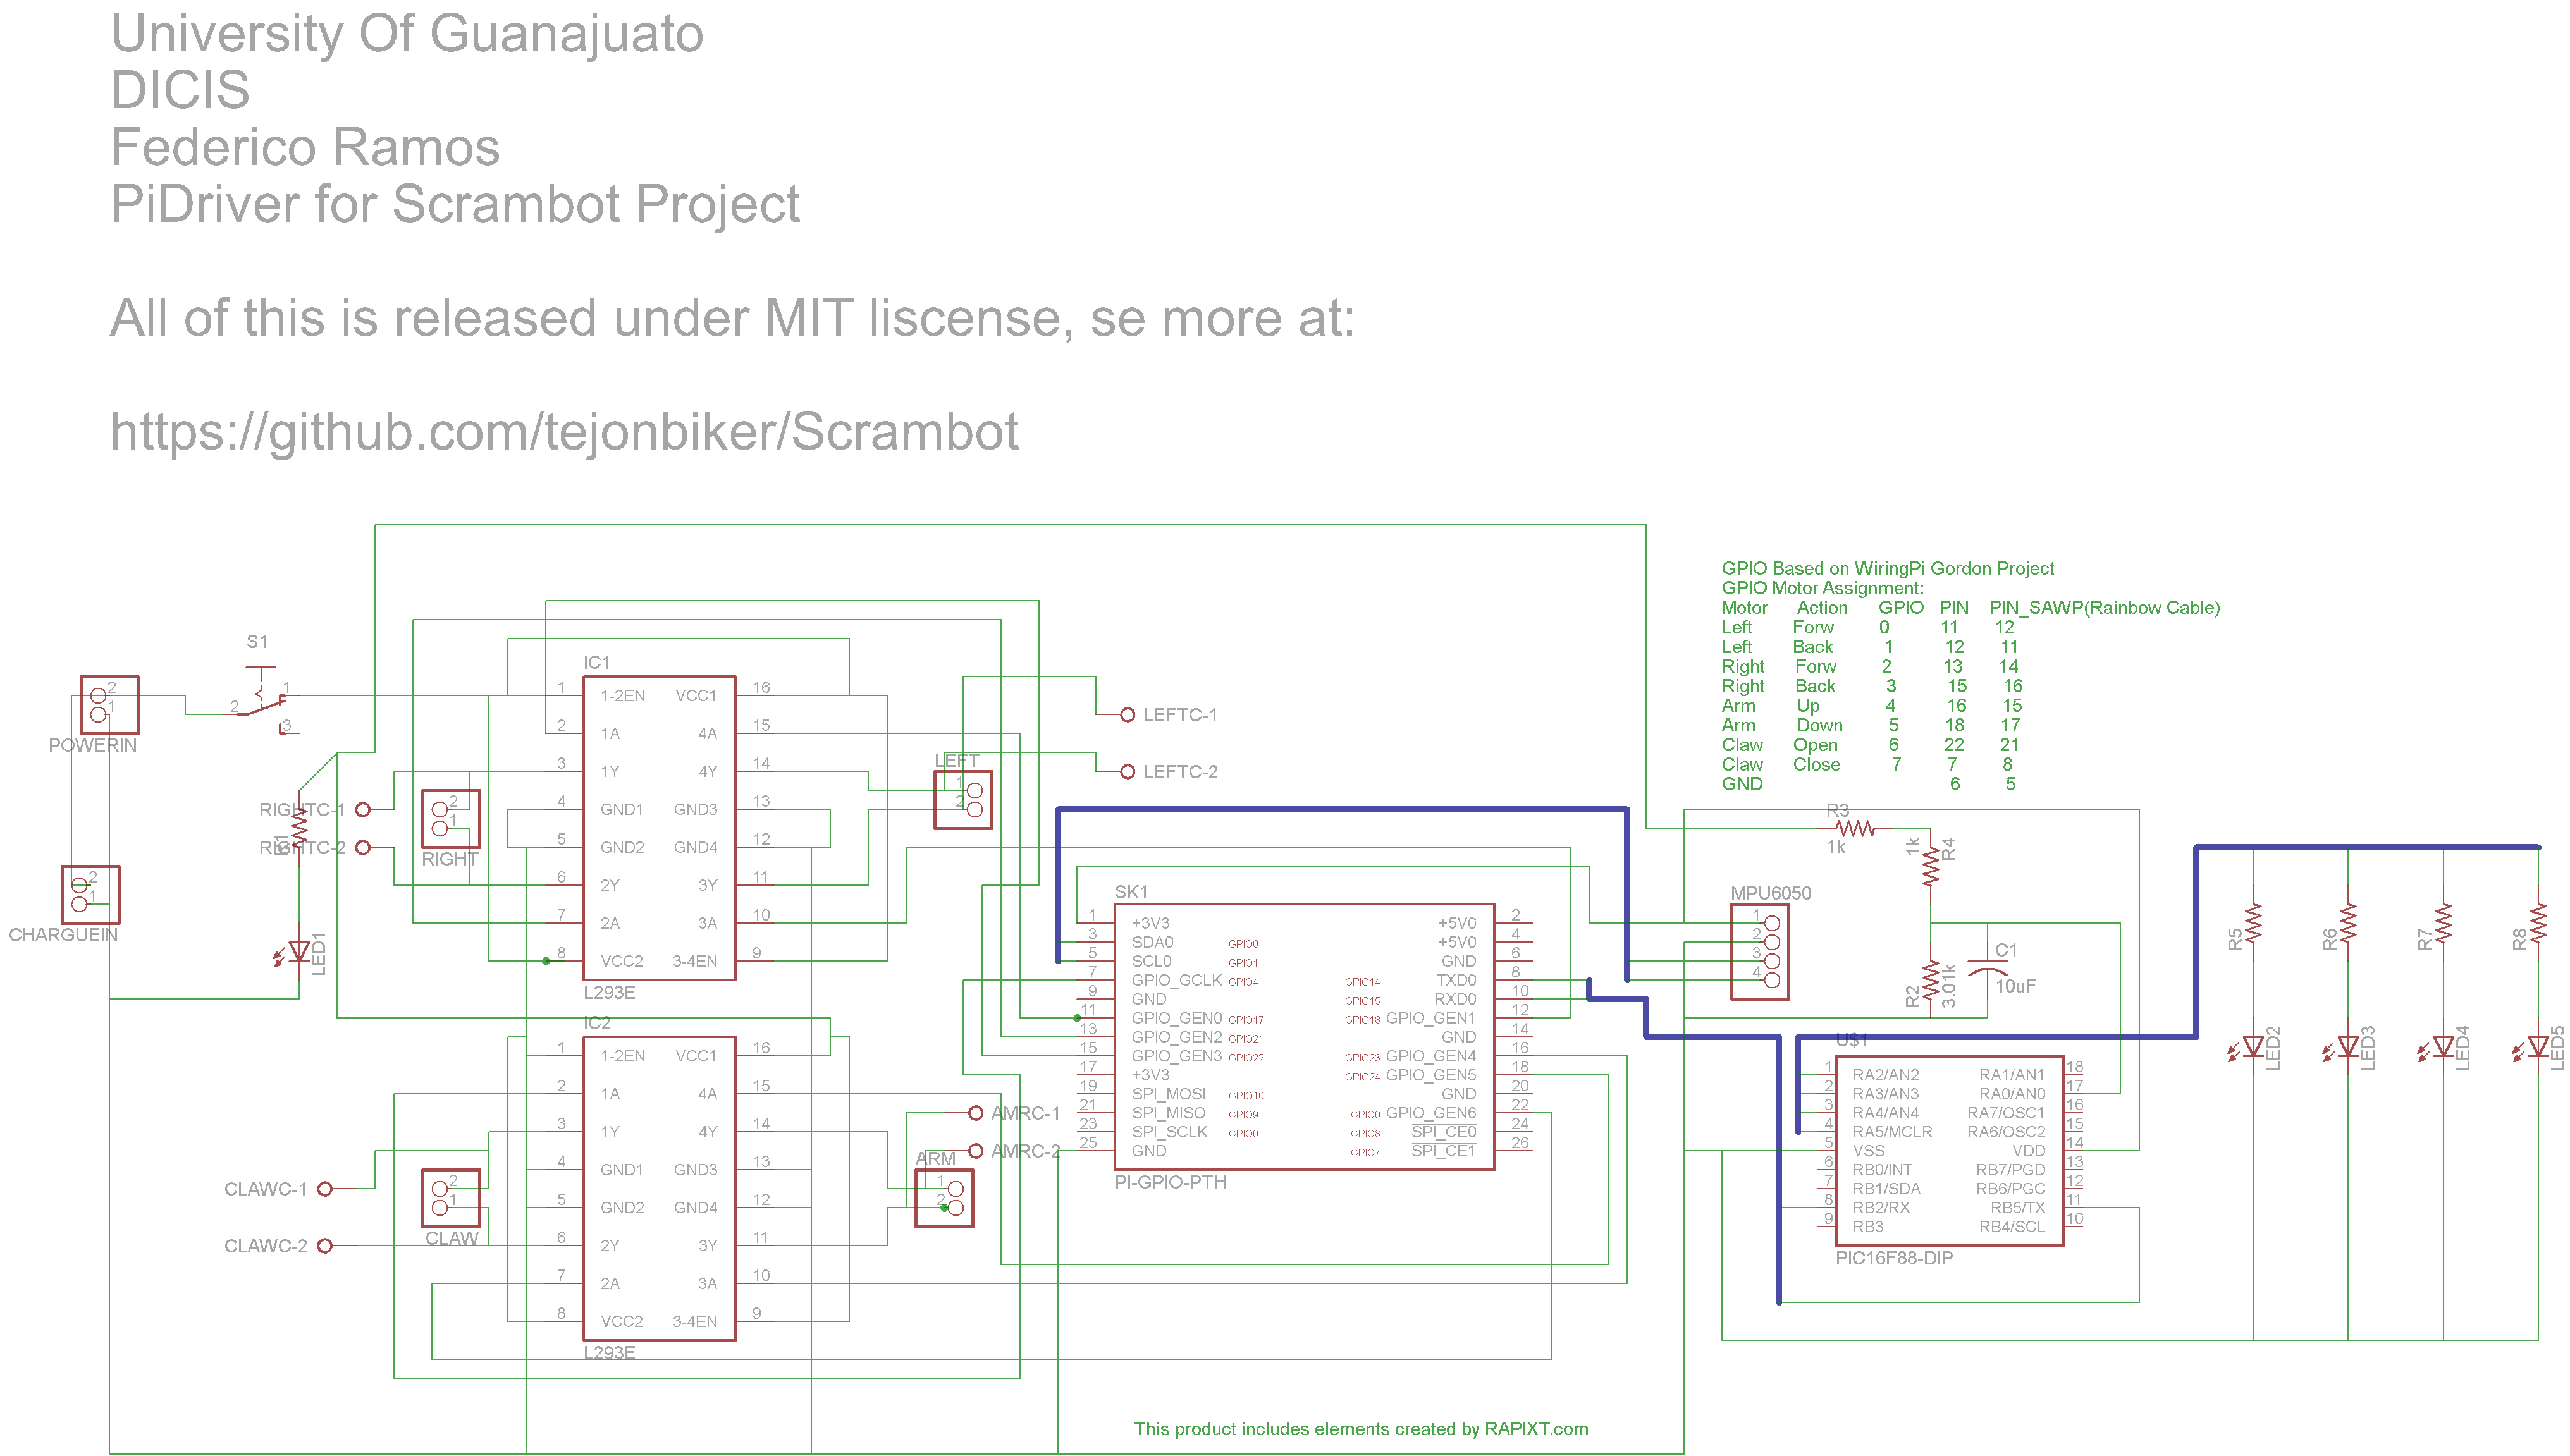 University Of Guanajuato
DICIS
Federico Ramos
PiDriver for Scrambot Project
All of this is released under MIT liscense, se more at:
https://github.com/tejonbiker/Scrambot
GPIO Based on WiringPi Gordon Project
GPIO Motor Assignment:
Motor Action GPIO PIN PIN_SAWP(Rainbow Cable)
Left Forw 0 11 12
Left Back 1 12 11
Right Forw 2 13 14
Right Back 3 15 16
Arm Up 4 16 15
Arm Down 5 18 17
Claw Open 6 22 21
Claw Close 7 7 8
GND 6 5
S1
1
2
3
2
1
POWERIN
2
1
CHARGUEIN
RIGHTC-1
RIGHTC-2
R1
LED1
2
1
RIGHT
IC1
1 1-2EN VCC1 16
2 1A 4A 15
3 1Y 4Y 14
4 GND1 GND3 13
5 GND2 GND4 12
6 2Y 3Y 11
7 2A 3A 10
8 VCC2 3-4EN 9
L293E
LEFT
1
2
LEFTC-1
LEFTC-2
IC2
1 1-2EN VCC1 16
2 1A 4A 15
3 1Y 4Y 14
4 GND1 GND3 13
5 GND2 GND4 12
6 2Y 3Y 11
7 2A 3A 10
8 VCC2 3-4EN 9
L293E
CLAWC-1
CLAWC-2
2
1
CLAW
AMRC-1
AMRC-2
ARM
1
2
SK1
1 +3V3 +5V0 2
3 SDA0 GPIO0 +5V0 4
5 SCL0 GPIO1 GND 6
7 GPIO_GCLK GPIO4 GPIO14 TXD0 8
9 GND GPIO15 RXD0 10
11 GPIO_GEN0 GPIO17 GPIO18 GPIO_GEN1 12
13 GPIO_GEN2 GPIO21 GND 14
15 GPIO_GEN3 GPIO22 GPIO23 GPIO_GEN4 16
17 +3V3 GPIO24 GPIO_GEN5 18
19 SPI_MOSI GPIO10 GND 20
21 SPI_MISO GPIO9 GPIO0 GPIO_GEN6 22
23 SPI_SCLK GPIO0 GPIO8 SPI_CE0 24
25 GND GPIO7 SPI_CE1 26
PI-GPIO-PTH
MPU6050
1
2
3
4
R3
1k
1k
R4
R2
3.01k
C1
10uF
U$1
1 RA2/AN2 RA1/AN1 18
2 RA3/AN3 RA0/AN0 17
3 RA4/AN4 RA7/OSC1 16
4 RA5/MCLR RA6/OSC2 15
5 VSS VDD 14
6 RB0/INT RB7/PGD 13
7 RB1/SDA RB6/PGC 12
8 RB2/RX RB5/TX 11
9 RB3 RB4/SCL 10
PIC16F88-DIP
R5
R6
R7
R8
LED2
LED3
LED4
LED5
This product includes elements created by RAPIXT.com